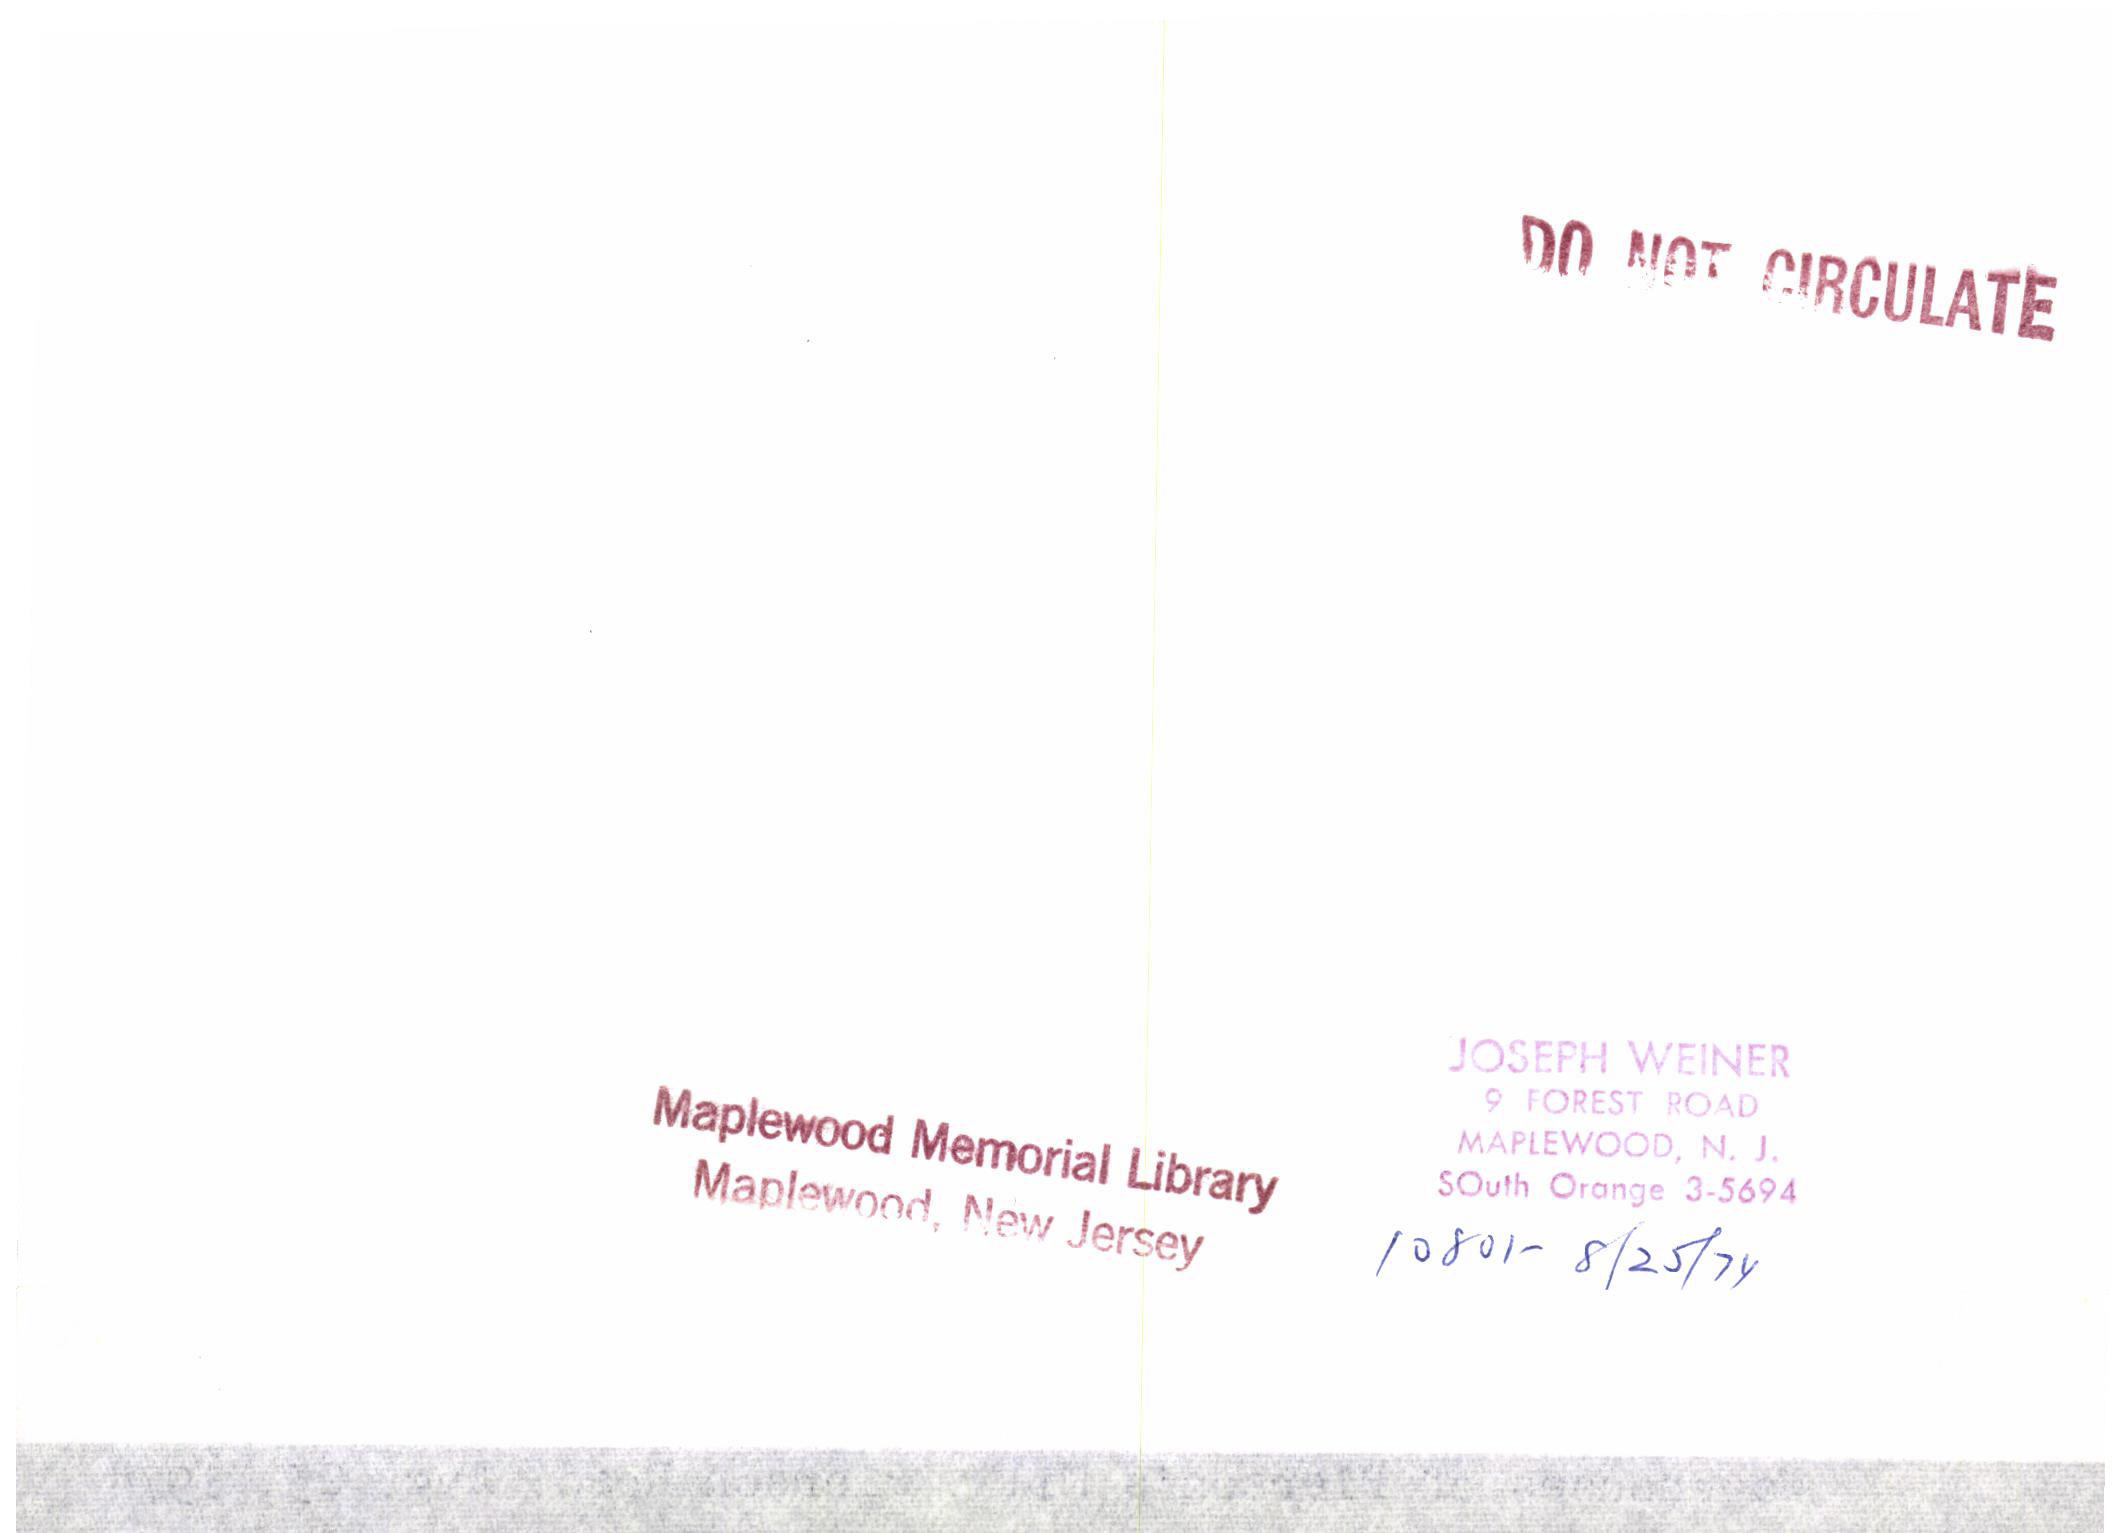 DO NOT CIRCULATE
Maplewood Memorial Library
Maplewood, New Jersey
JOSEPH WEINER
9 FOREST ROAD
MAPLEWOOD, N. J.
SOuth Orange 3-5694
10801- 8/25/74